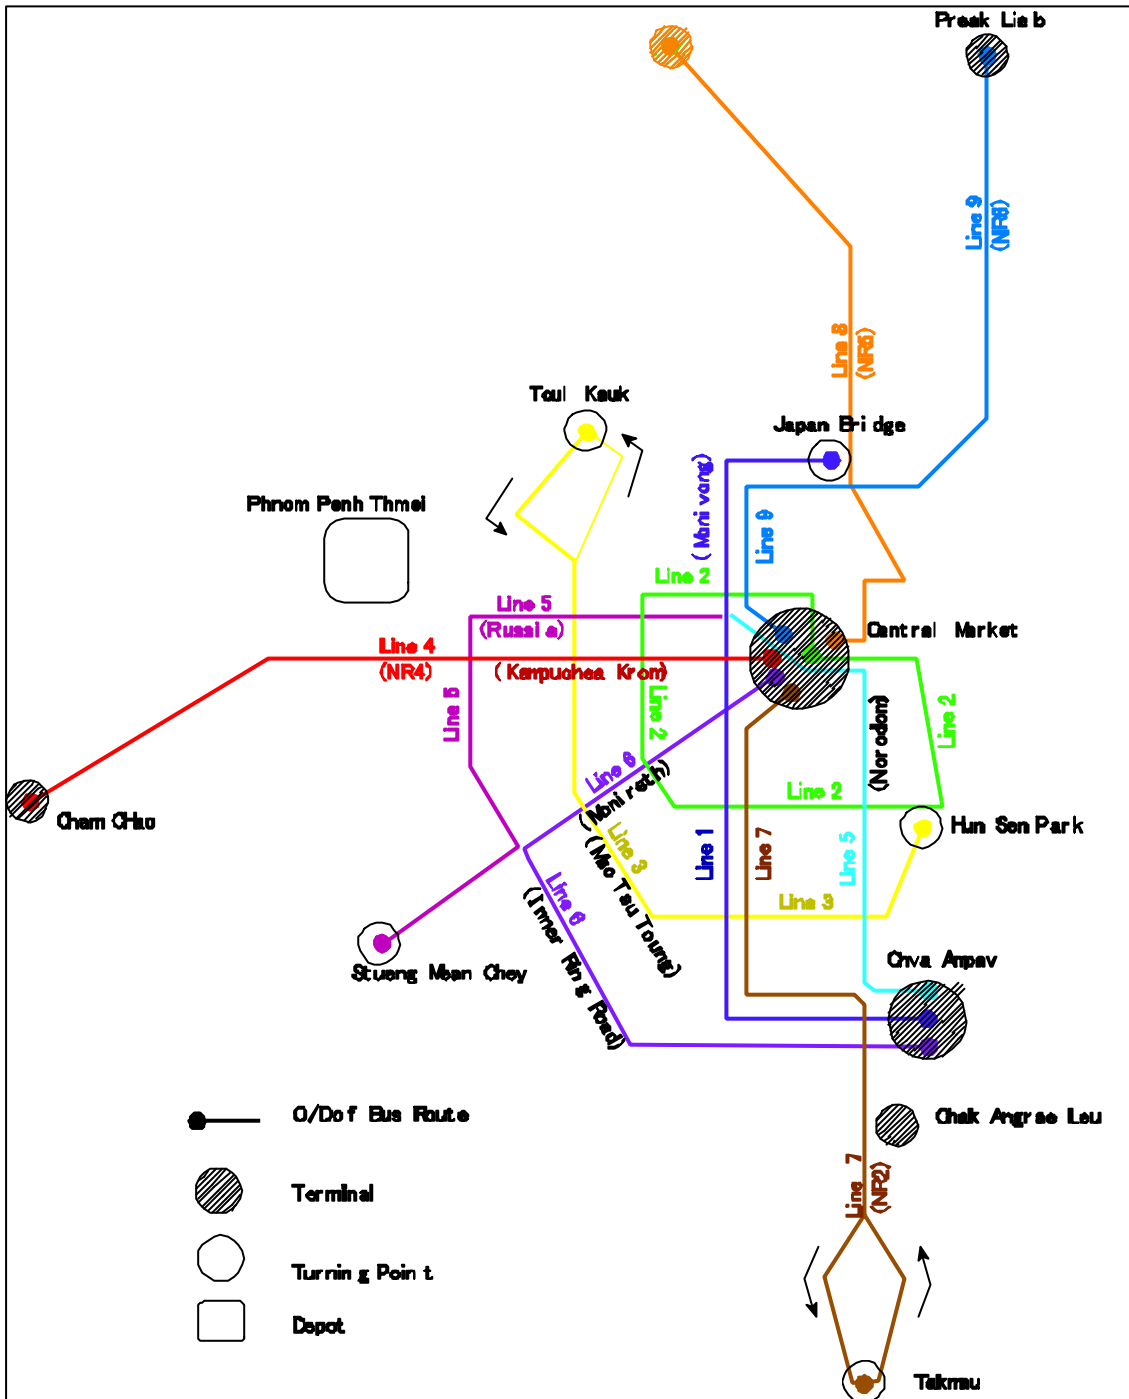 Preak Lieb
Line 9
(NR6)
Line 8
(NR5)
Toul Kauk
Japan Bridge
(Monivong)
Phnom Penh Thmei
Line 9
Line 2
Line 5
(Russia)
Central Market
Line 4
(NR4)
(Kampuchea Krom)
Line 5
Line 2
Line 2
(Norodom)
Line 6
(Monireth)
Line 2
Cham CHau
Hun Sen Park
Line 3
(Mao Tsu Toung)
Line 1
Line 7
Line 5
Line 6
(Inner Ring Road)
Line 3
Stueng Mean Chey
Chva Ampav
O/D of Bus Route
Chak Angrae Leu
Line 7
(NR2)
Terminal
Turning Point
Depot
Takmau